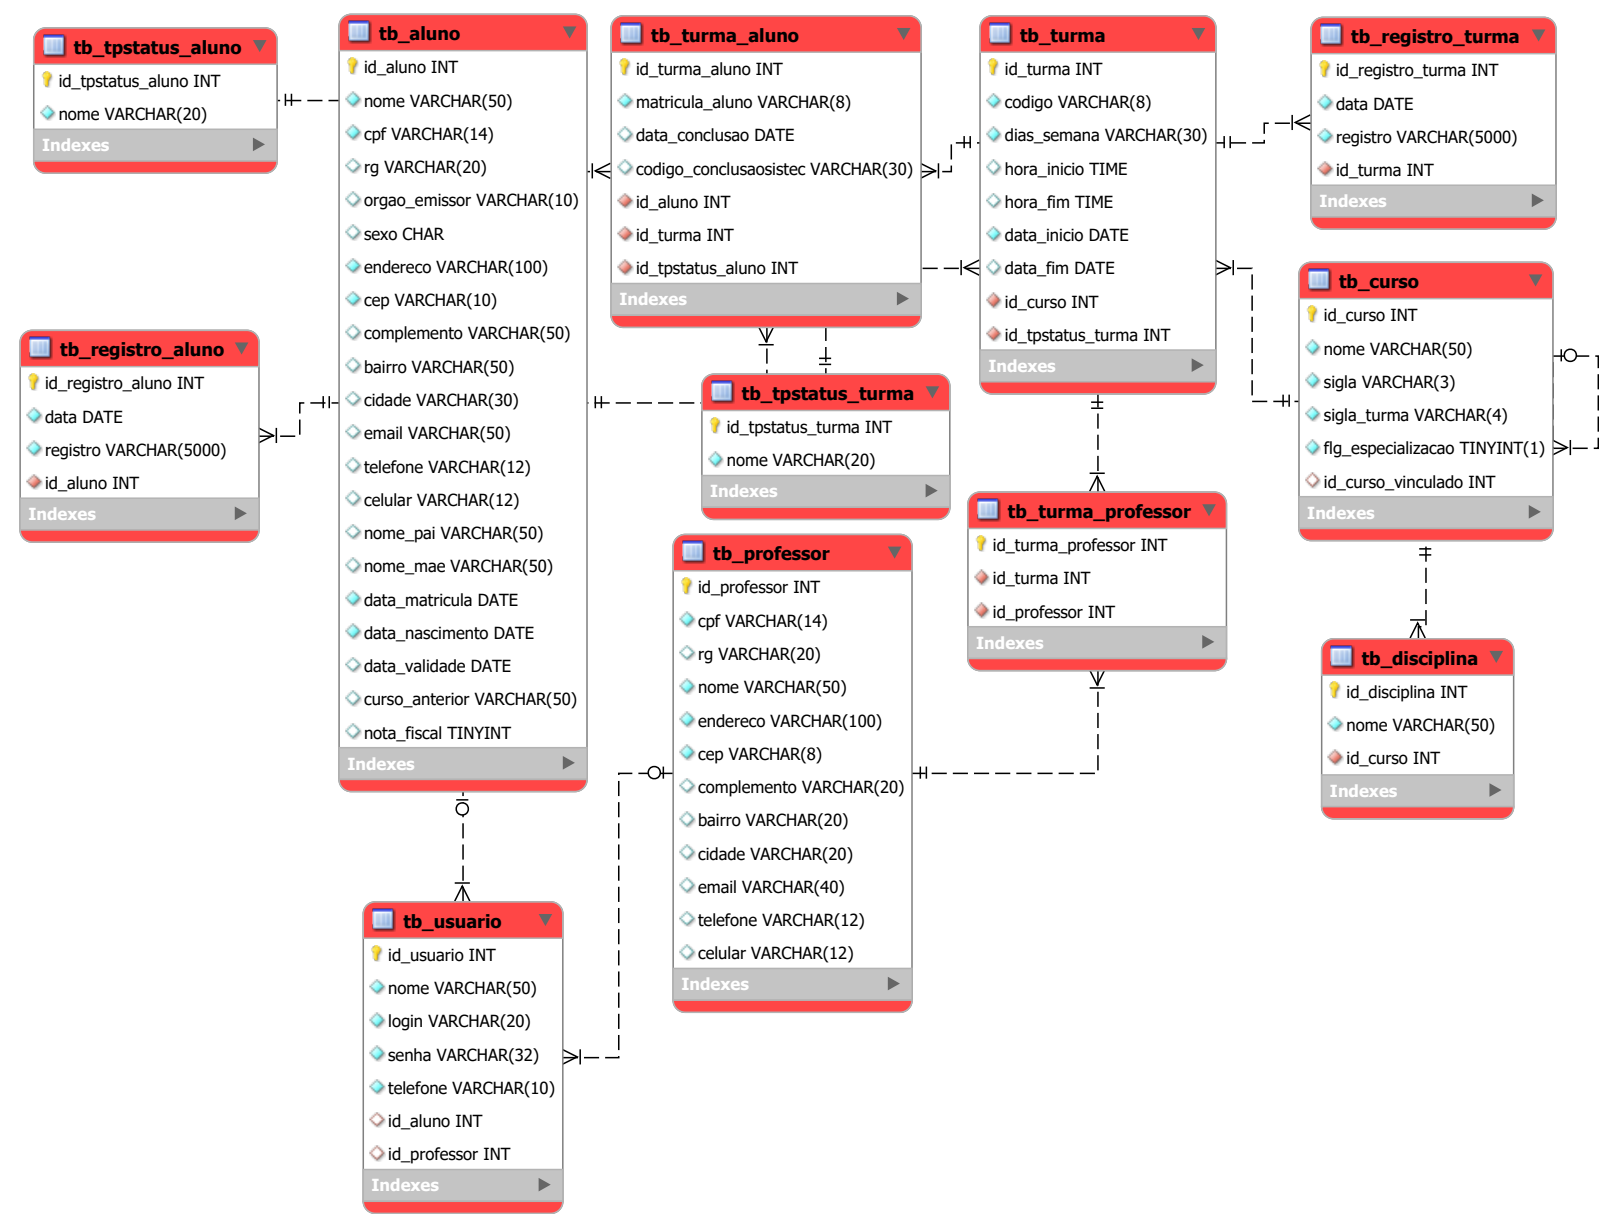 tb_tpstatus_aluno
id_tpstatus_aluno INT
nome VARCHAR(20)
Indexes
tb_aluno
id_aluno INT
nome VARCHAR(50)
cpf VARCHAR(14)
rg VARCHAR(20)
orgao_emissor VARCHAR(10)
sexo CHAR
endereco VARCHAR(100)
cep VARCHAR(10)
complemento VARCHAR(50)
bairro VARCHAR(50)
cidade VARCHAR(30)
email VARCHAR(50)
telefone VARCHAR(12)
celular VARCHAR(12)
nome_pai VARCHAR(50)
nome_mae VARCHAR(50)
data_matricula DATE
data_nascimento DATE
data_validade DATE
curso_anterior VARCHAR(50)
nota_fiscal TINYINT
Indexes
tb_turma_aluno
id_turma_aluno INT
matricula_aluno VARCHAR(8)
data_conclusao DATE
codigo_conclusaosistec VARCHAR(30)
id_aluno INT
id_turma INT
id_tpstatus_aluno INT
Indexes
tb_turma
id_turma INT
codigo VARCHAR(8)
dias_semana VARCHAR(30)
hora_inicio TIME
hora_fim TIME
data_inicio DATE
data_fim DATE
id_curso INT
id_tpstatus_turma INT
Indexes
tb_registro_turma
id_registro_turma INT
data DATE
registro VARCHAR(5000)
id_turma INT
Indexes
tb_curso
id_curso INT
nome VARCHAR(50)
sigla VARCHAR(3)
sigla_turma VARCHAR(4)
flg_especializacao TINYINT(1)
id_curso_vinculado INT
Indexes
tb_registro_aluno
id_registro_aluno INT
data DATE
registro VARCHAR(5000)
id_aluno INT
Indexes
tb_tpstatus_turma
id_tpstatus_turma INT
nome VARCHAR(20)
Indexes
tb_turma_professor
id_turma_professor INT
id_turma INT
id_professor INT
Indexes
tb_professor
id_professor INT
cpf VARCHAR(14)
rg VARCHAR(20)
nome VARCHAR(50)
endereco VARCHAR(100)
cep VARCHAR(8)
complemento VARCHAR(20)
bairro VARCHAR(20)
cidade VARCHAR(20)
email VARCHAR(40)
telefone VARCHAR(12)
celular VARCHAR(12)
Indexes
tb_disciplina
id_disciplina INT
nome VARCHAR(50)
id_curso INT
Indexes
tb_usuario
id_usuario INT
nome VARCHAR(50)
login VARCHAR(20)
senha VARCHAR(32)
telefone VARCHAR(10)
id_aluno INT
id_professor INT
Indexes